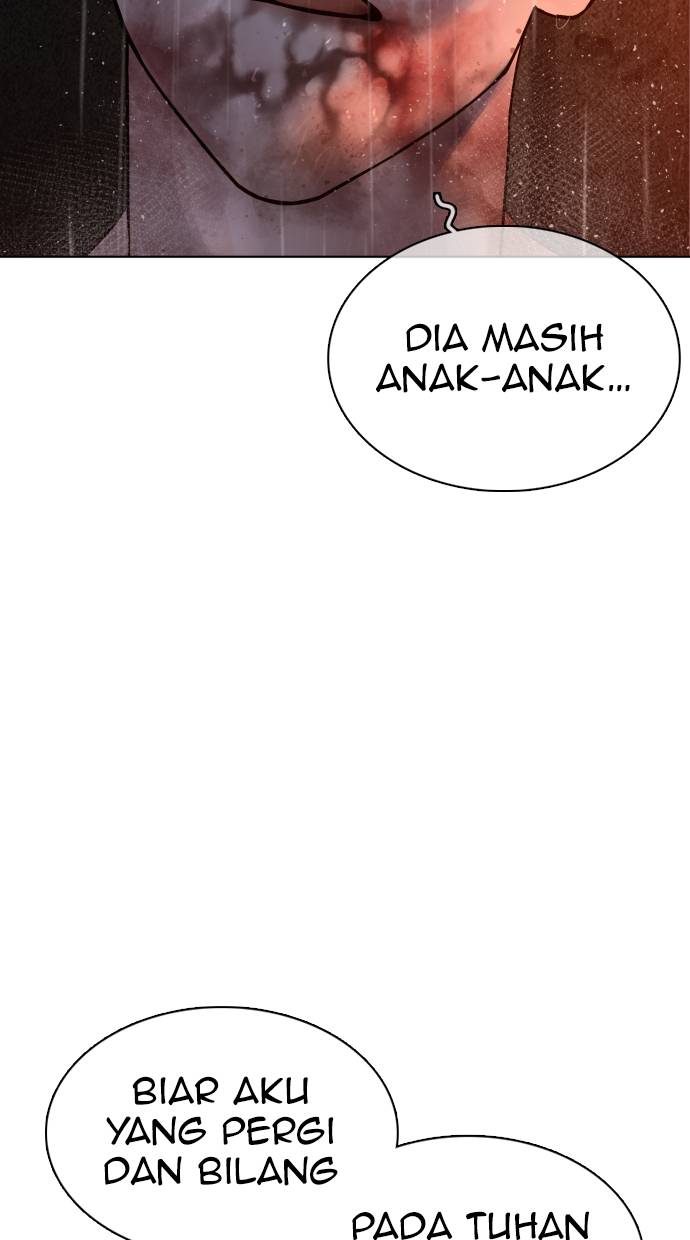 DIA MASIH
ANAK-ANAK...
BIAR AKU
YANG PERGI
DAN BILANG
PADA TUHAN